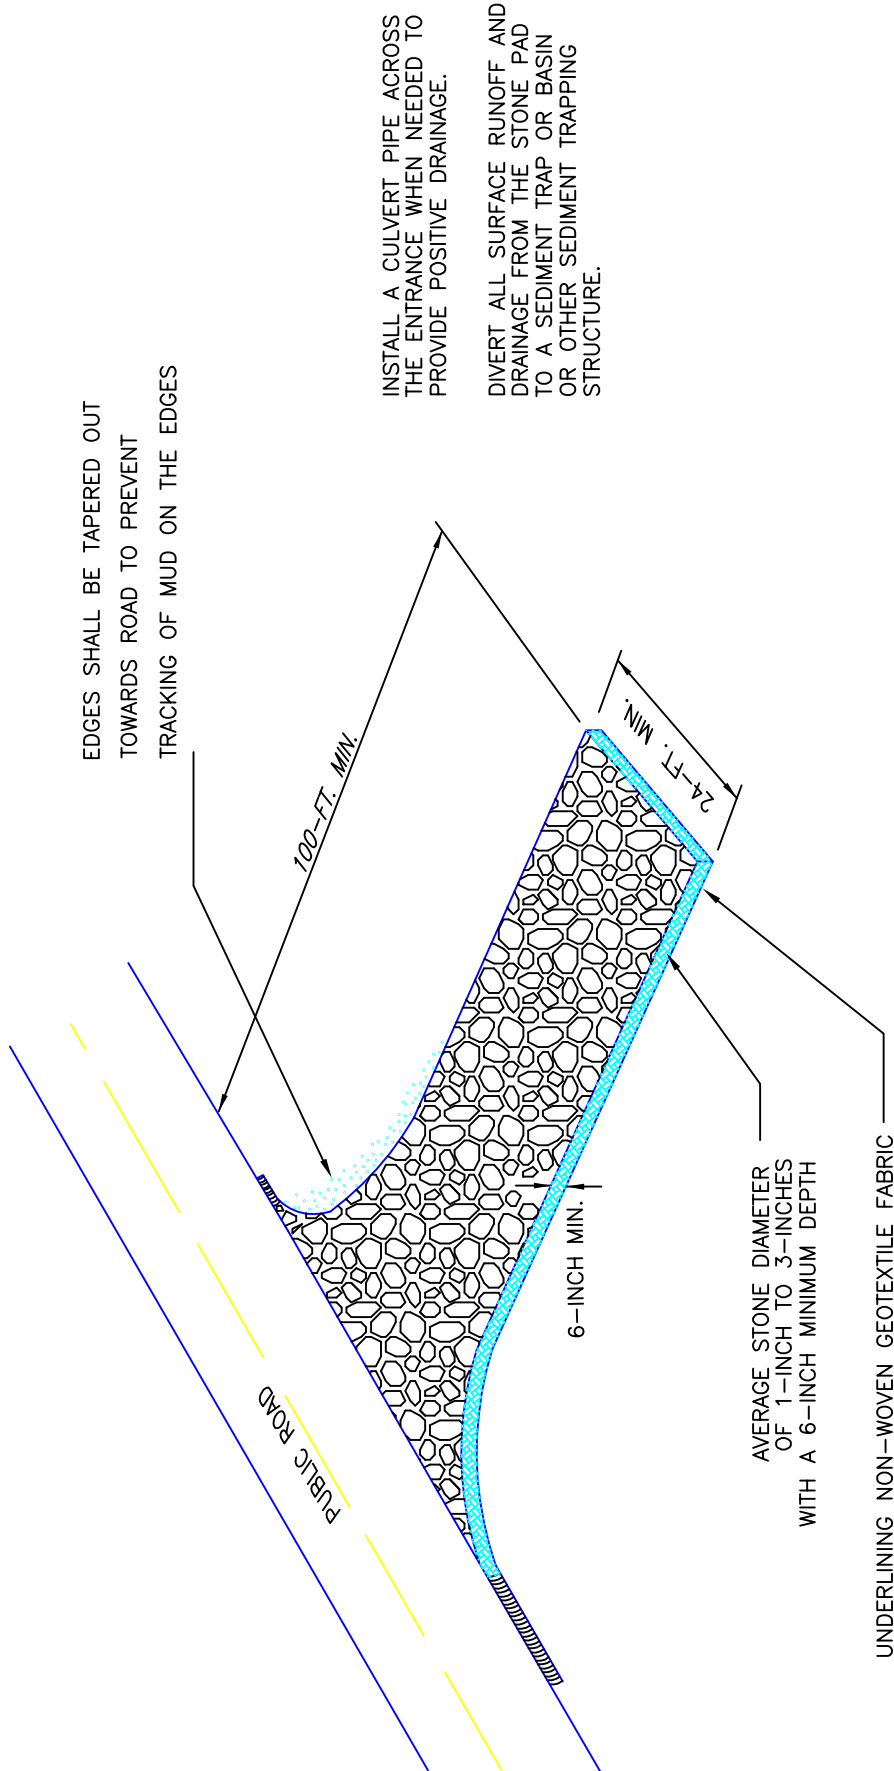 EDGES SHALL BE TAPERED OUT
TOWARDS ROAD TO PREVENT
TRACKING OF MUD ON THE EDGES
INSTALL A CULVERT PIPE ACROSS
THE ENTRANCE WHEN NEEDED TO
PROVIDE POSITIVE DRAINAGE.
DIVERT ALL SURFACE RUNOFF AND
DRAINAGE FROM THE STONE PAD
TO A SEDIMENT TRAP OR BASIN
OR OTHER SEDIMENT TRAPPING
STRUCTURE.
100-FT. MIN.
24-FT. MIN.
PUBLIC ROAD
6-INCH MIN.
AVERAGE STONE DIAMETER
OF 1-INCH TO 3-INCHES
WITH A 6-INCH MINIMUM DEPTH
UNDERLINING NON-WOVEN GEOTEXTILE FABRIC